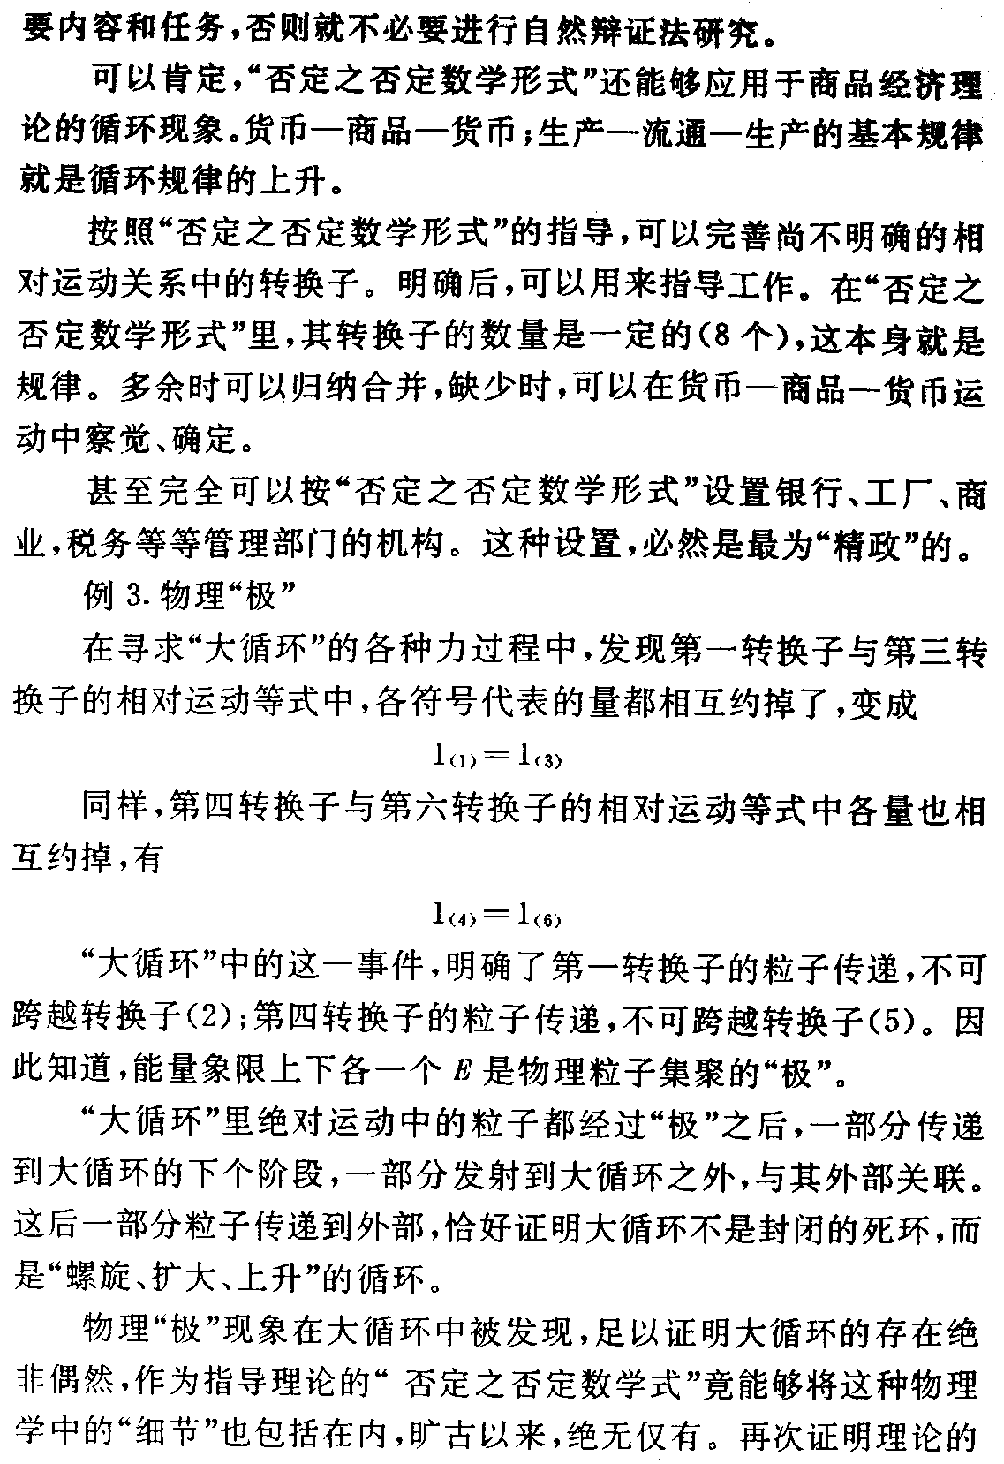 要内容和任务,否则就不必要进行自然辩证法研究。
可以肯定,“否定之否定数学形式”还能够应用于商品经济理
论的循环现象。货币—商品—货币;生产—流通—生产的基本规律
就是循环规律的上升。
按照“否定之否定数学形式”的指导,可以完善尚不明确的相
对运动关系中的转换子。明确后,可以用来指导工作。在“否定之
否定数学形式”里,其转换子的数量是一定的(8 个),这本身就是
规律。多余时可以归纳合并,缺少时,可以在货币—商品—货币运
动中察觉、确定。
甚至完全可以按“否定之否定数学形式”设置银行、工厂、商
业,税务等等管理部门的机构。这种设置,必然是最为“精政”的。
例 3. 物理“极”
在寻求“大循环”的各种力过程中,发现第一转换子与第三转
换子的相对运动等式中,各符号代表的量都相互约掉了,变成
1(1)=1(3)
同样,第四转换子与第六转换子的相对运动等式中各量也相
互约掉,有
1(4)=1(6)
“大循环”中的这一事件,明确了第一转换子的粒子传递,不可
跨越转换子(2);第四转换子的粒子传递,不可跨越转换子(5)。因
此知道,能量象限上下各一个 E 是物理粒子集聚的“极”。
“大循环”里绝对运动中的粒子都经过“极”之后,一部分传递
到大循环的下个阶段,一部分发射到大循环之外,与其外部关联。
这后一部分粒子传递到外部,恰好证明大循环不是封闭的死环,而
是“螺旋、扩大、上升”的循环。
物理“极”现象在大循环中被发现,足以证明大循环的存在绝
非偶然,作为指导理论的“ 否定之否定数学式”竟能够将这种物理
学中的“细节”也包括在内,旷古以来,绝无仅有。再次证明理论的